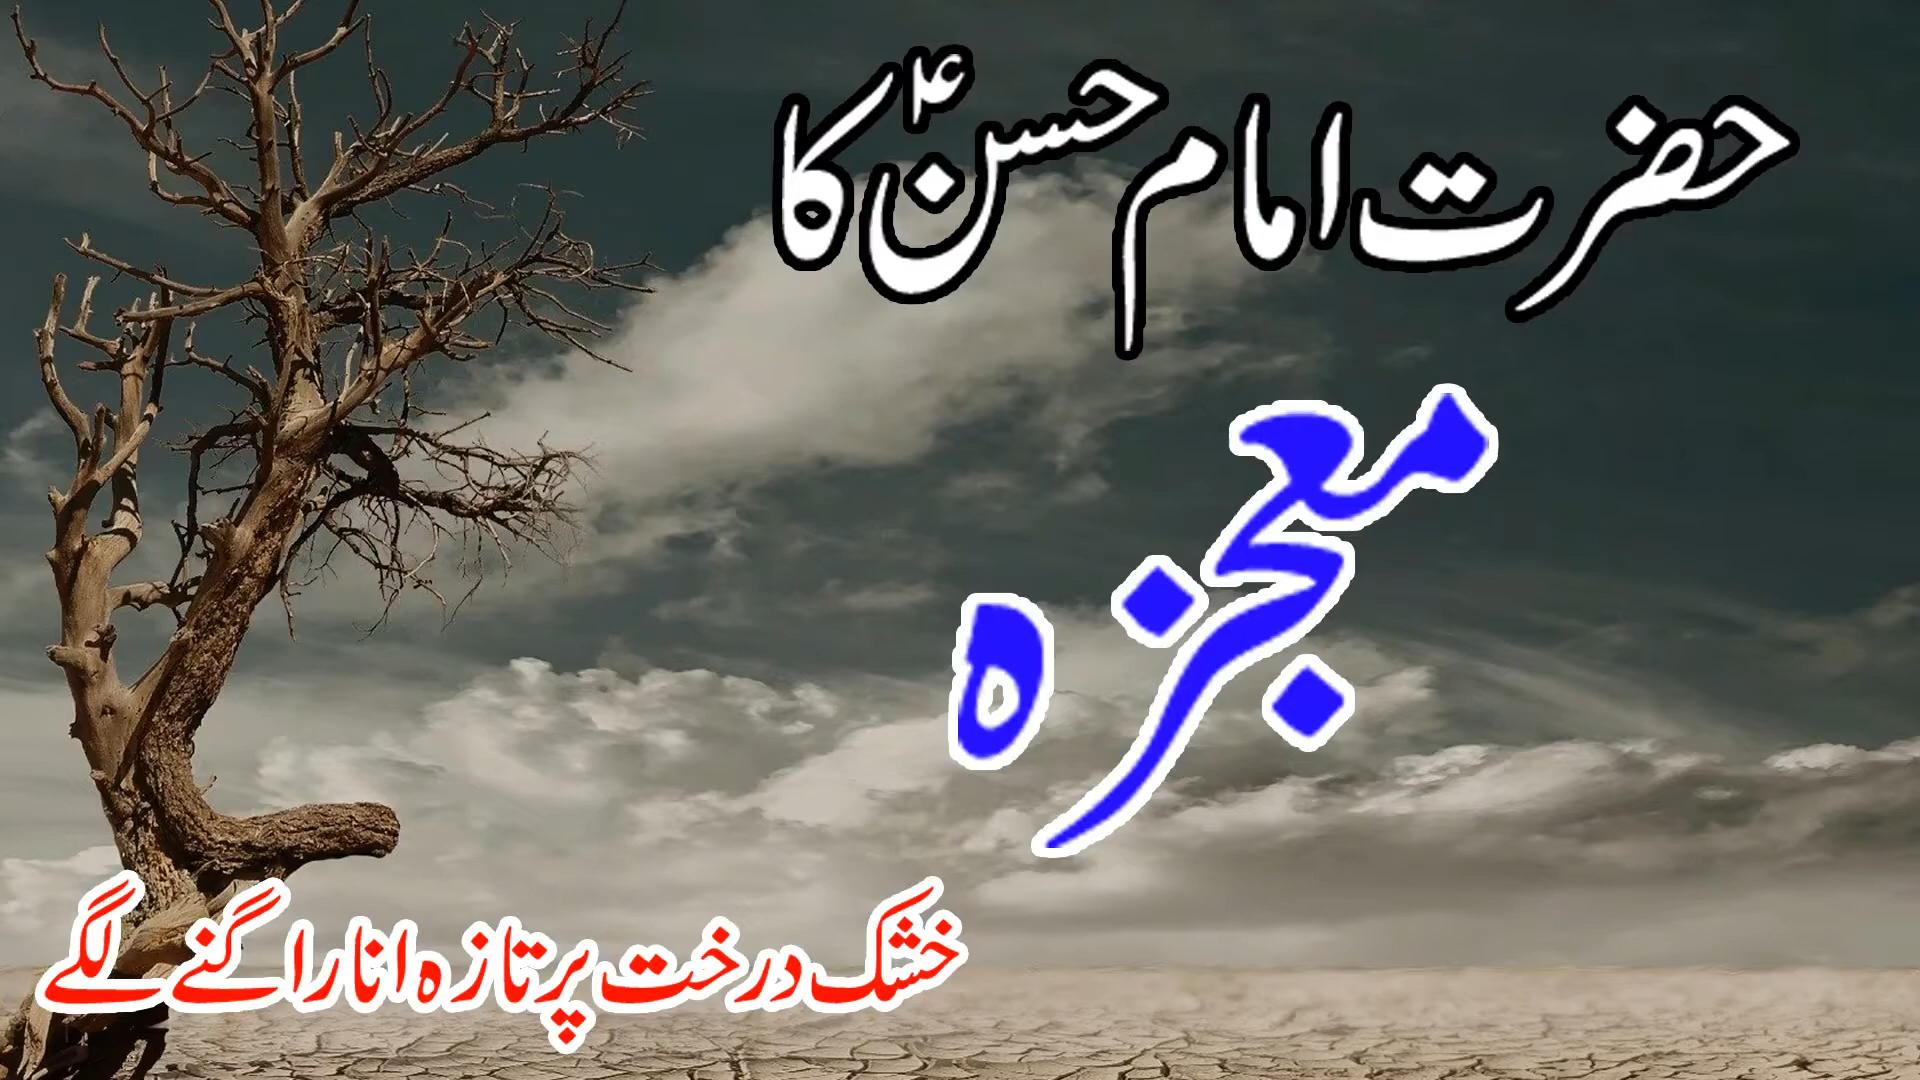 حضرت امام حسنؑ کا
معجزہ
خشک درخت پر تازہ انار اگنے لگے